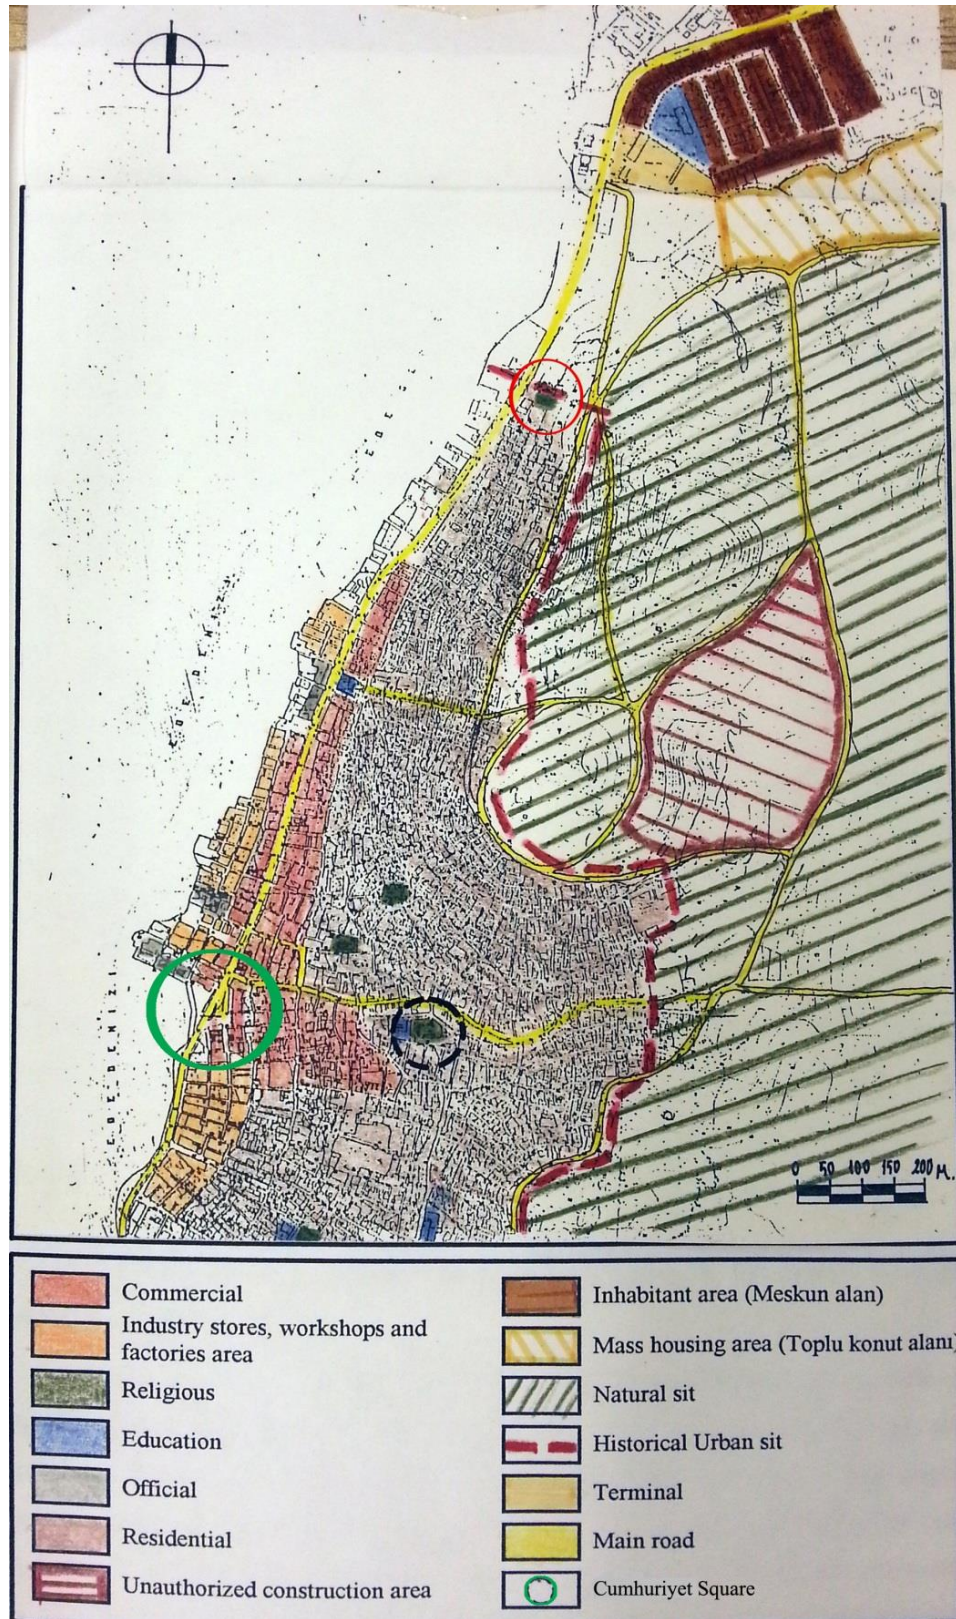 0 50 100 150 200 M.
Commercial
Industry stores, workshops and
factories area
Religious
Education
Official
Residential
Unauthorized construction area
Inhabitant area (Meskun alan)
Mass housing area (Toplu konut alanı)
Natural sit
Historical Urban sit
Terminal
Main road
Cumhuriyet Square